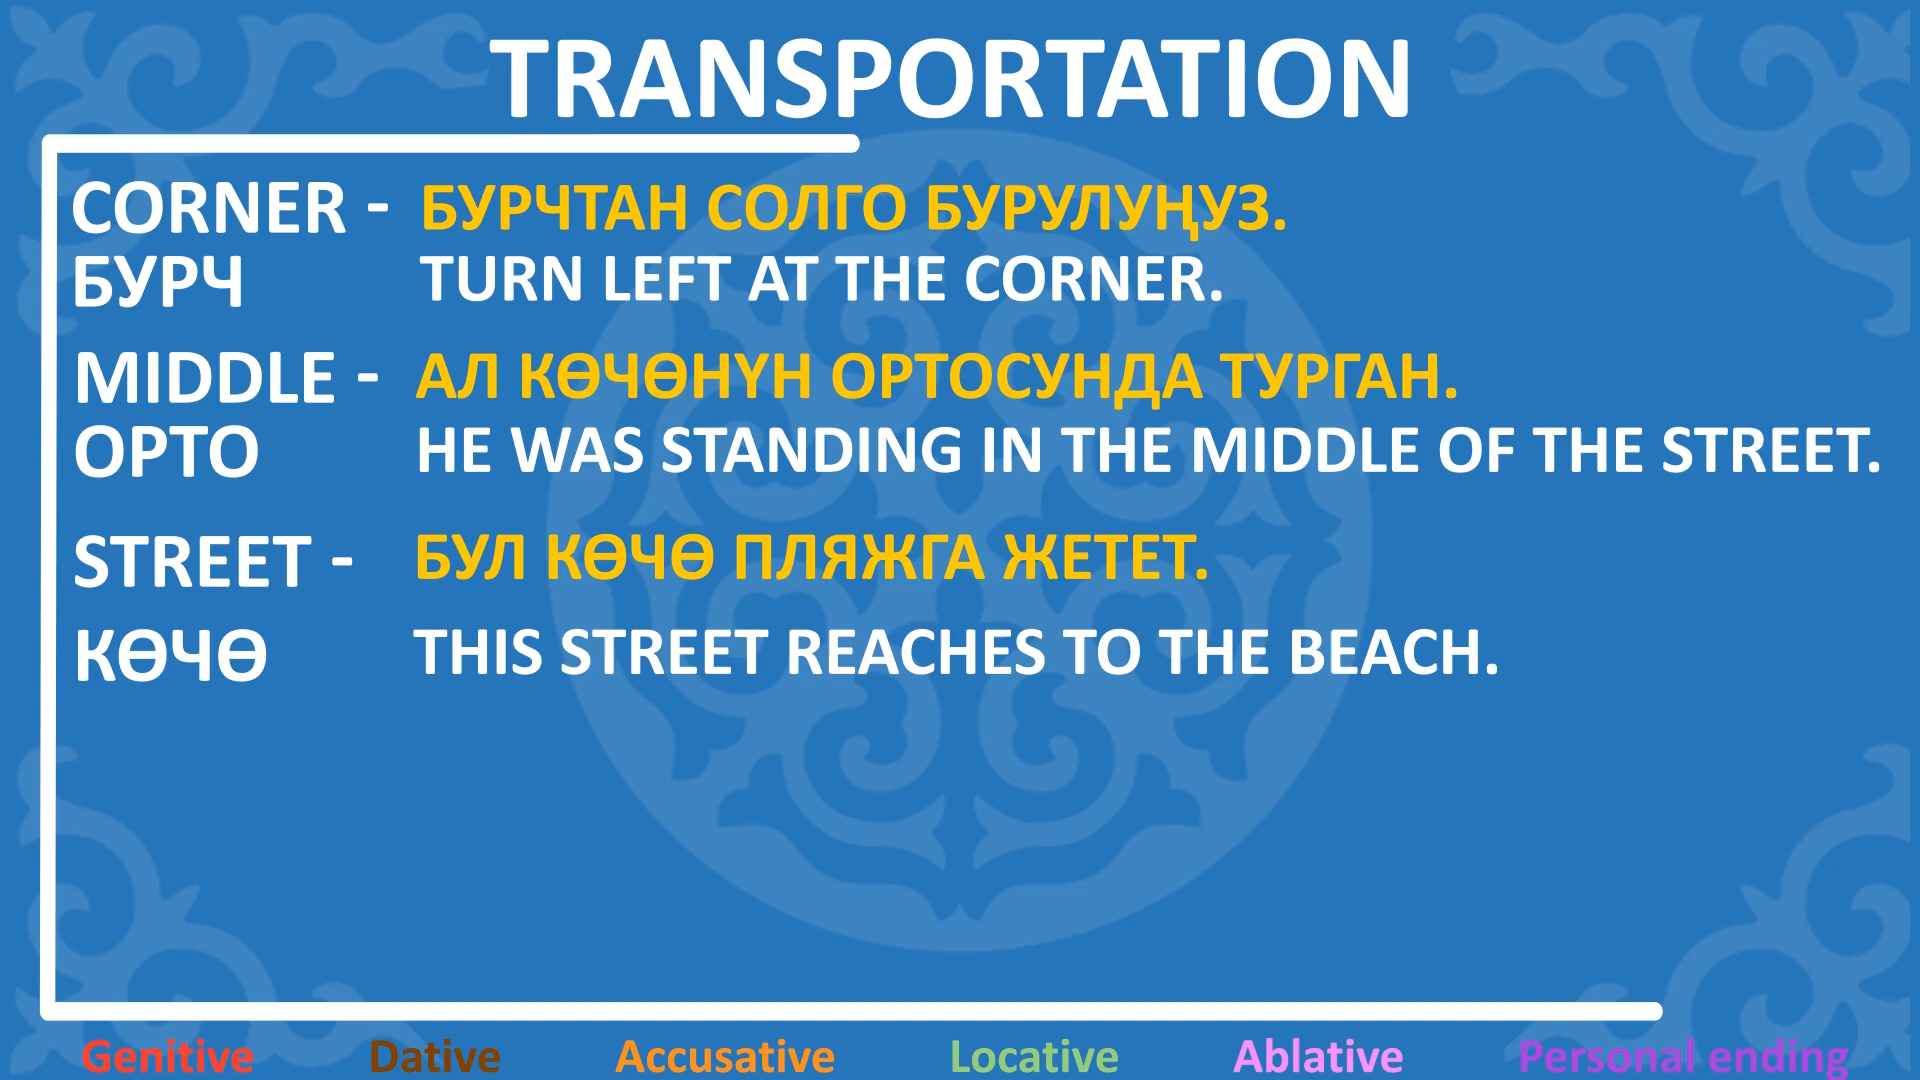 TRANSPORTATION
CORNER - БУРЧТАН СОЛГО БУРУЛУҢУЗ.
БУРЧ TURN LEFT AT THE CORNER.
MIDDLE - АЛ КӨЧӨНҮН ОРТОСУНДА ТУРГАН.
ОРТО HE WAS STANDING IN THE MIDDLE OF THE STREET.
STREET - БУЛ КӨЧӨ ПЛЯЖГА ЖЕТЕТ.
КӨЧӨ THIS STREET REACHES TO THE BEACH.
Genitive Dative Accusative Locative Ablative Personal ending